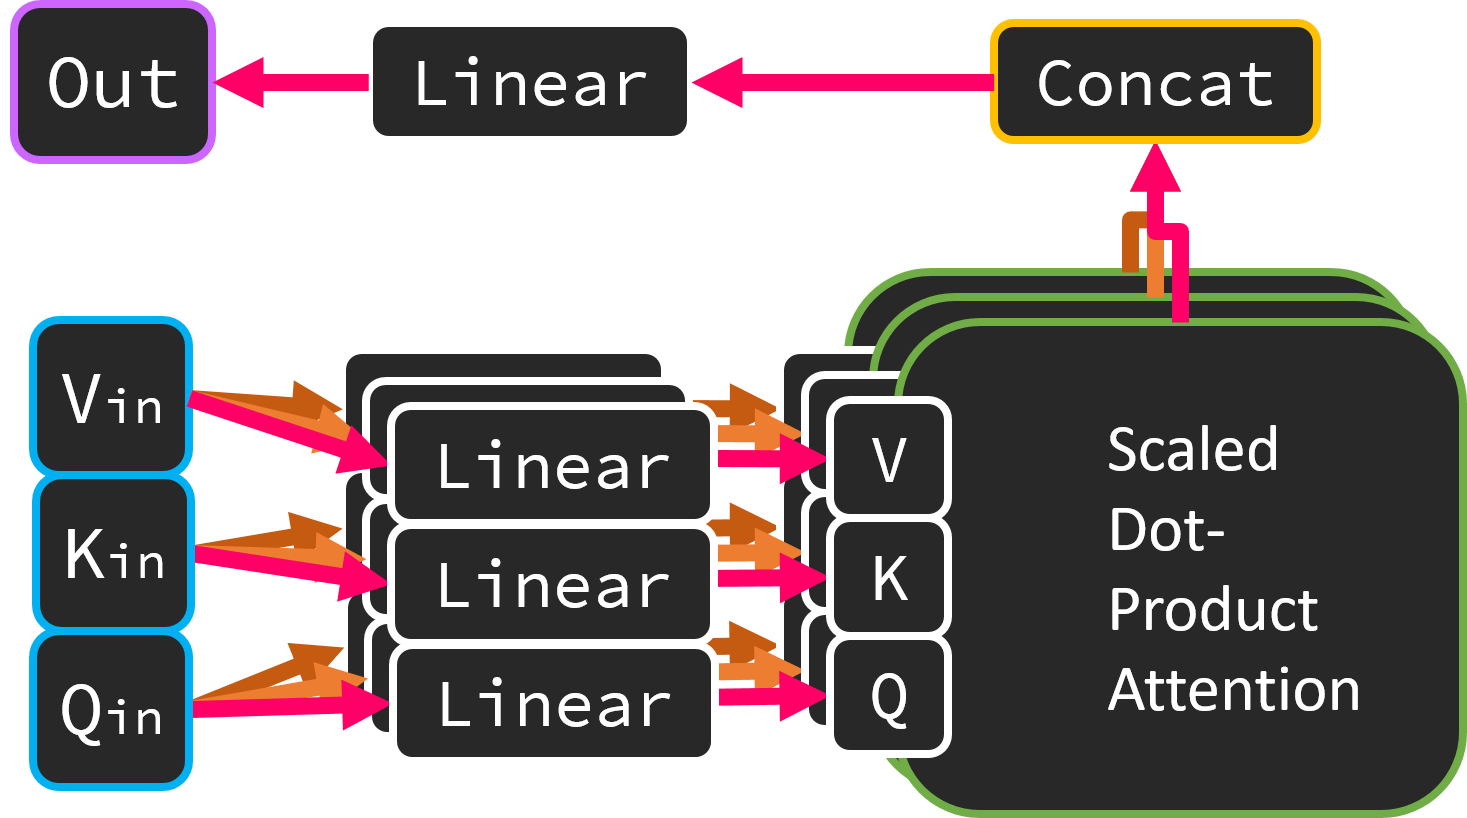 Out
Linear
Concat
Vin
Kin
Qin
Linear
Linear
Linear
V
K
Q
Scaled
Dot-
Product
Attention